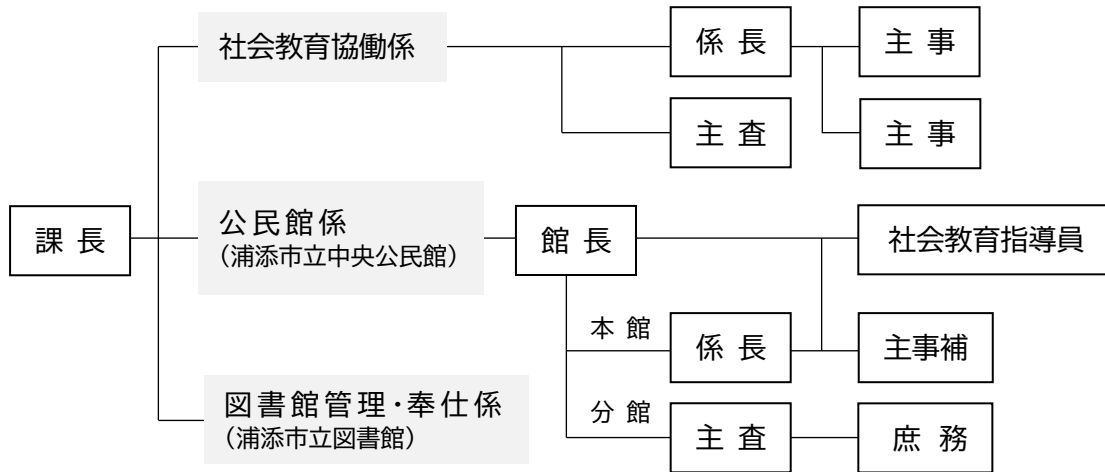 社会教育協働係
係長
主事
主査
主事
課長
公民館係
(浦添市立中央公民館)
館長
社会教育指導員
本館
係長
主事補
図書館管理・奉仕係
(浦添市立図書館)
分館
主査
庶務